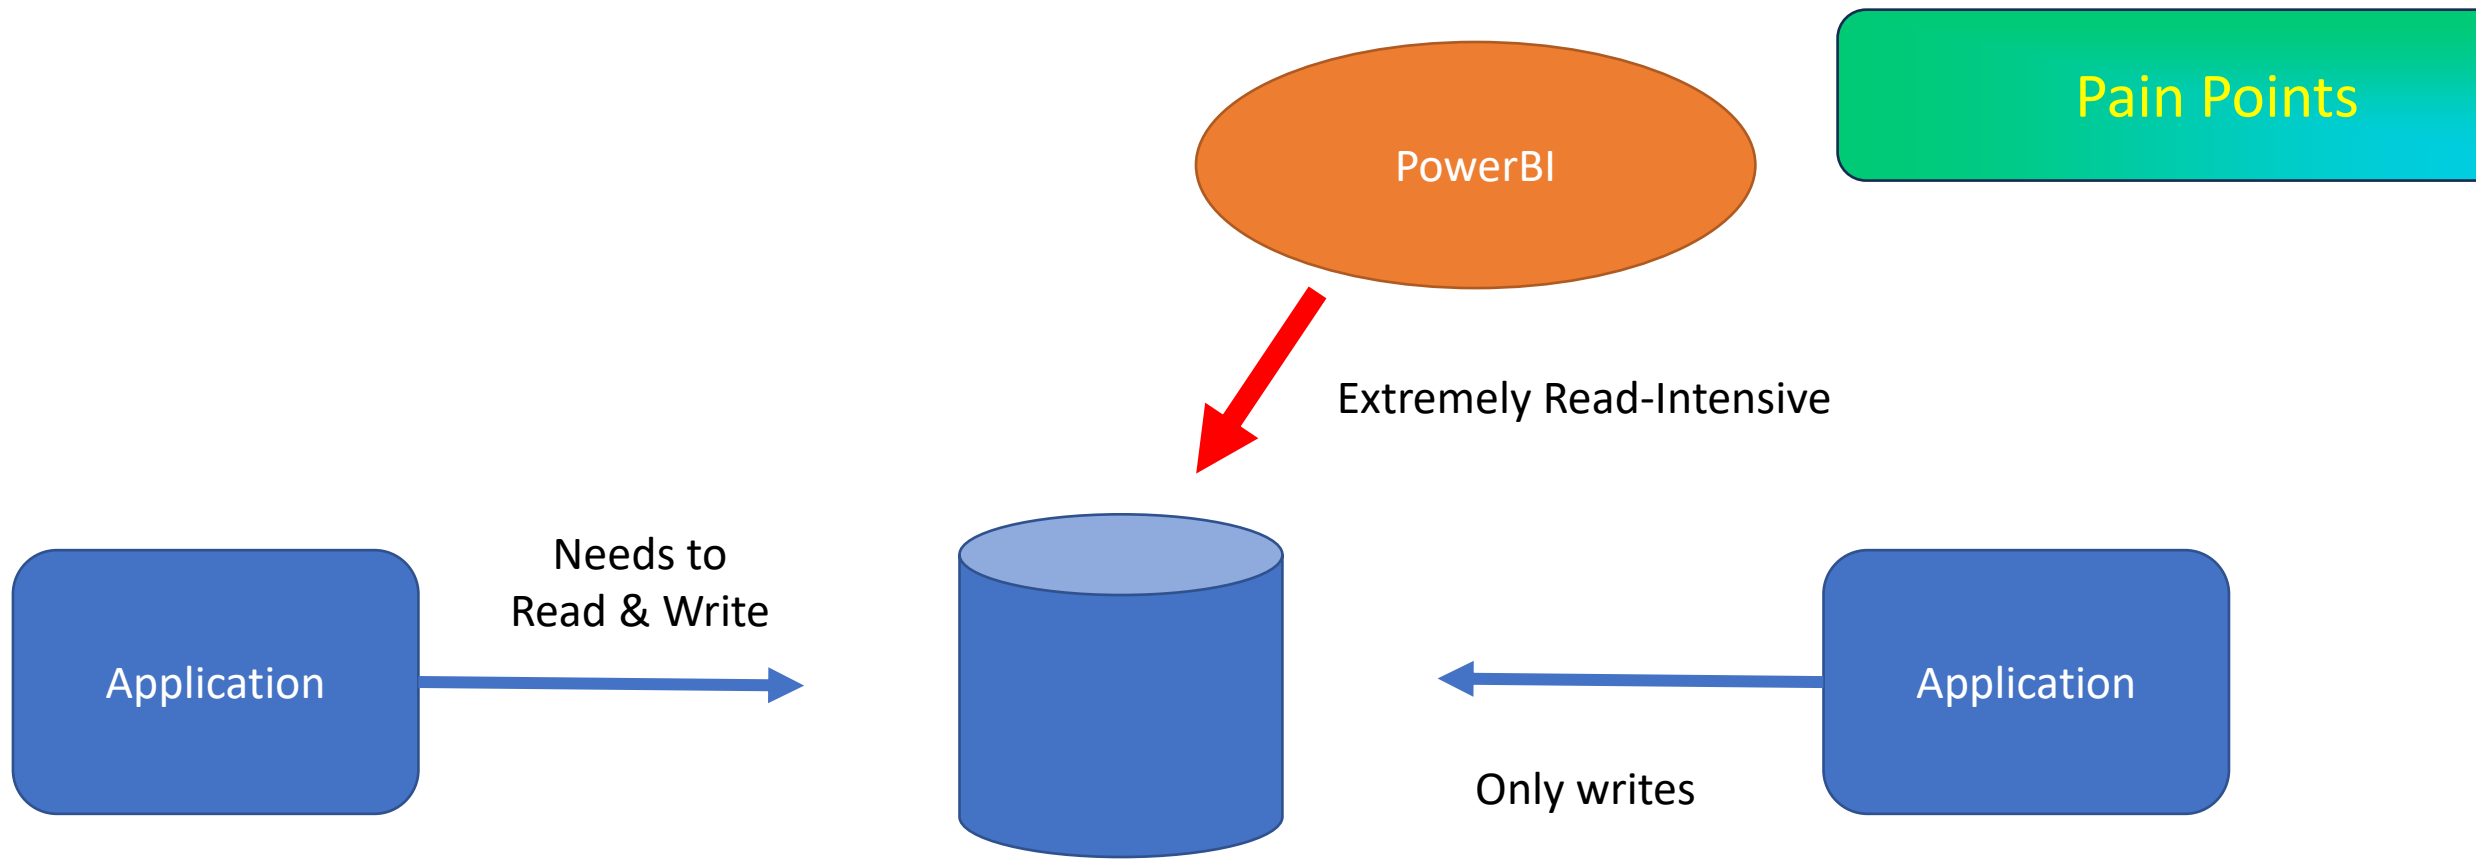 Pain Points
PowerBI
Extremely Read-Intensive
Needs to
Read & Write
Application
Application
Only writes